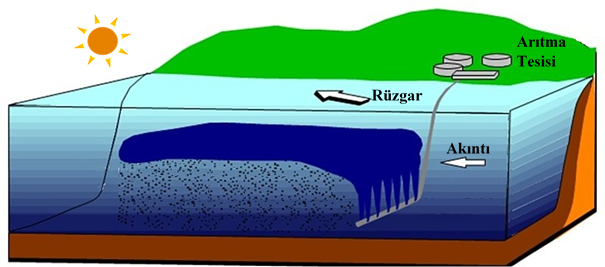 Arıtma
Tesisi
Rüzgar
Akıntı